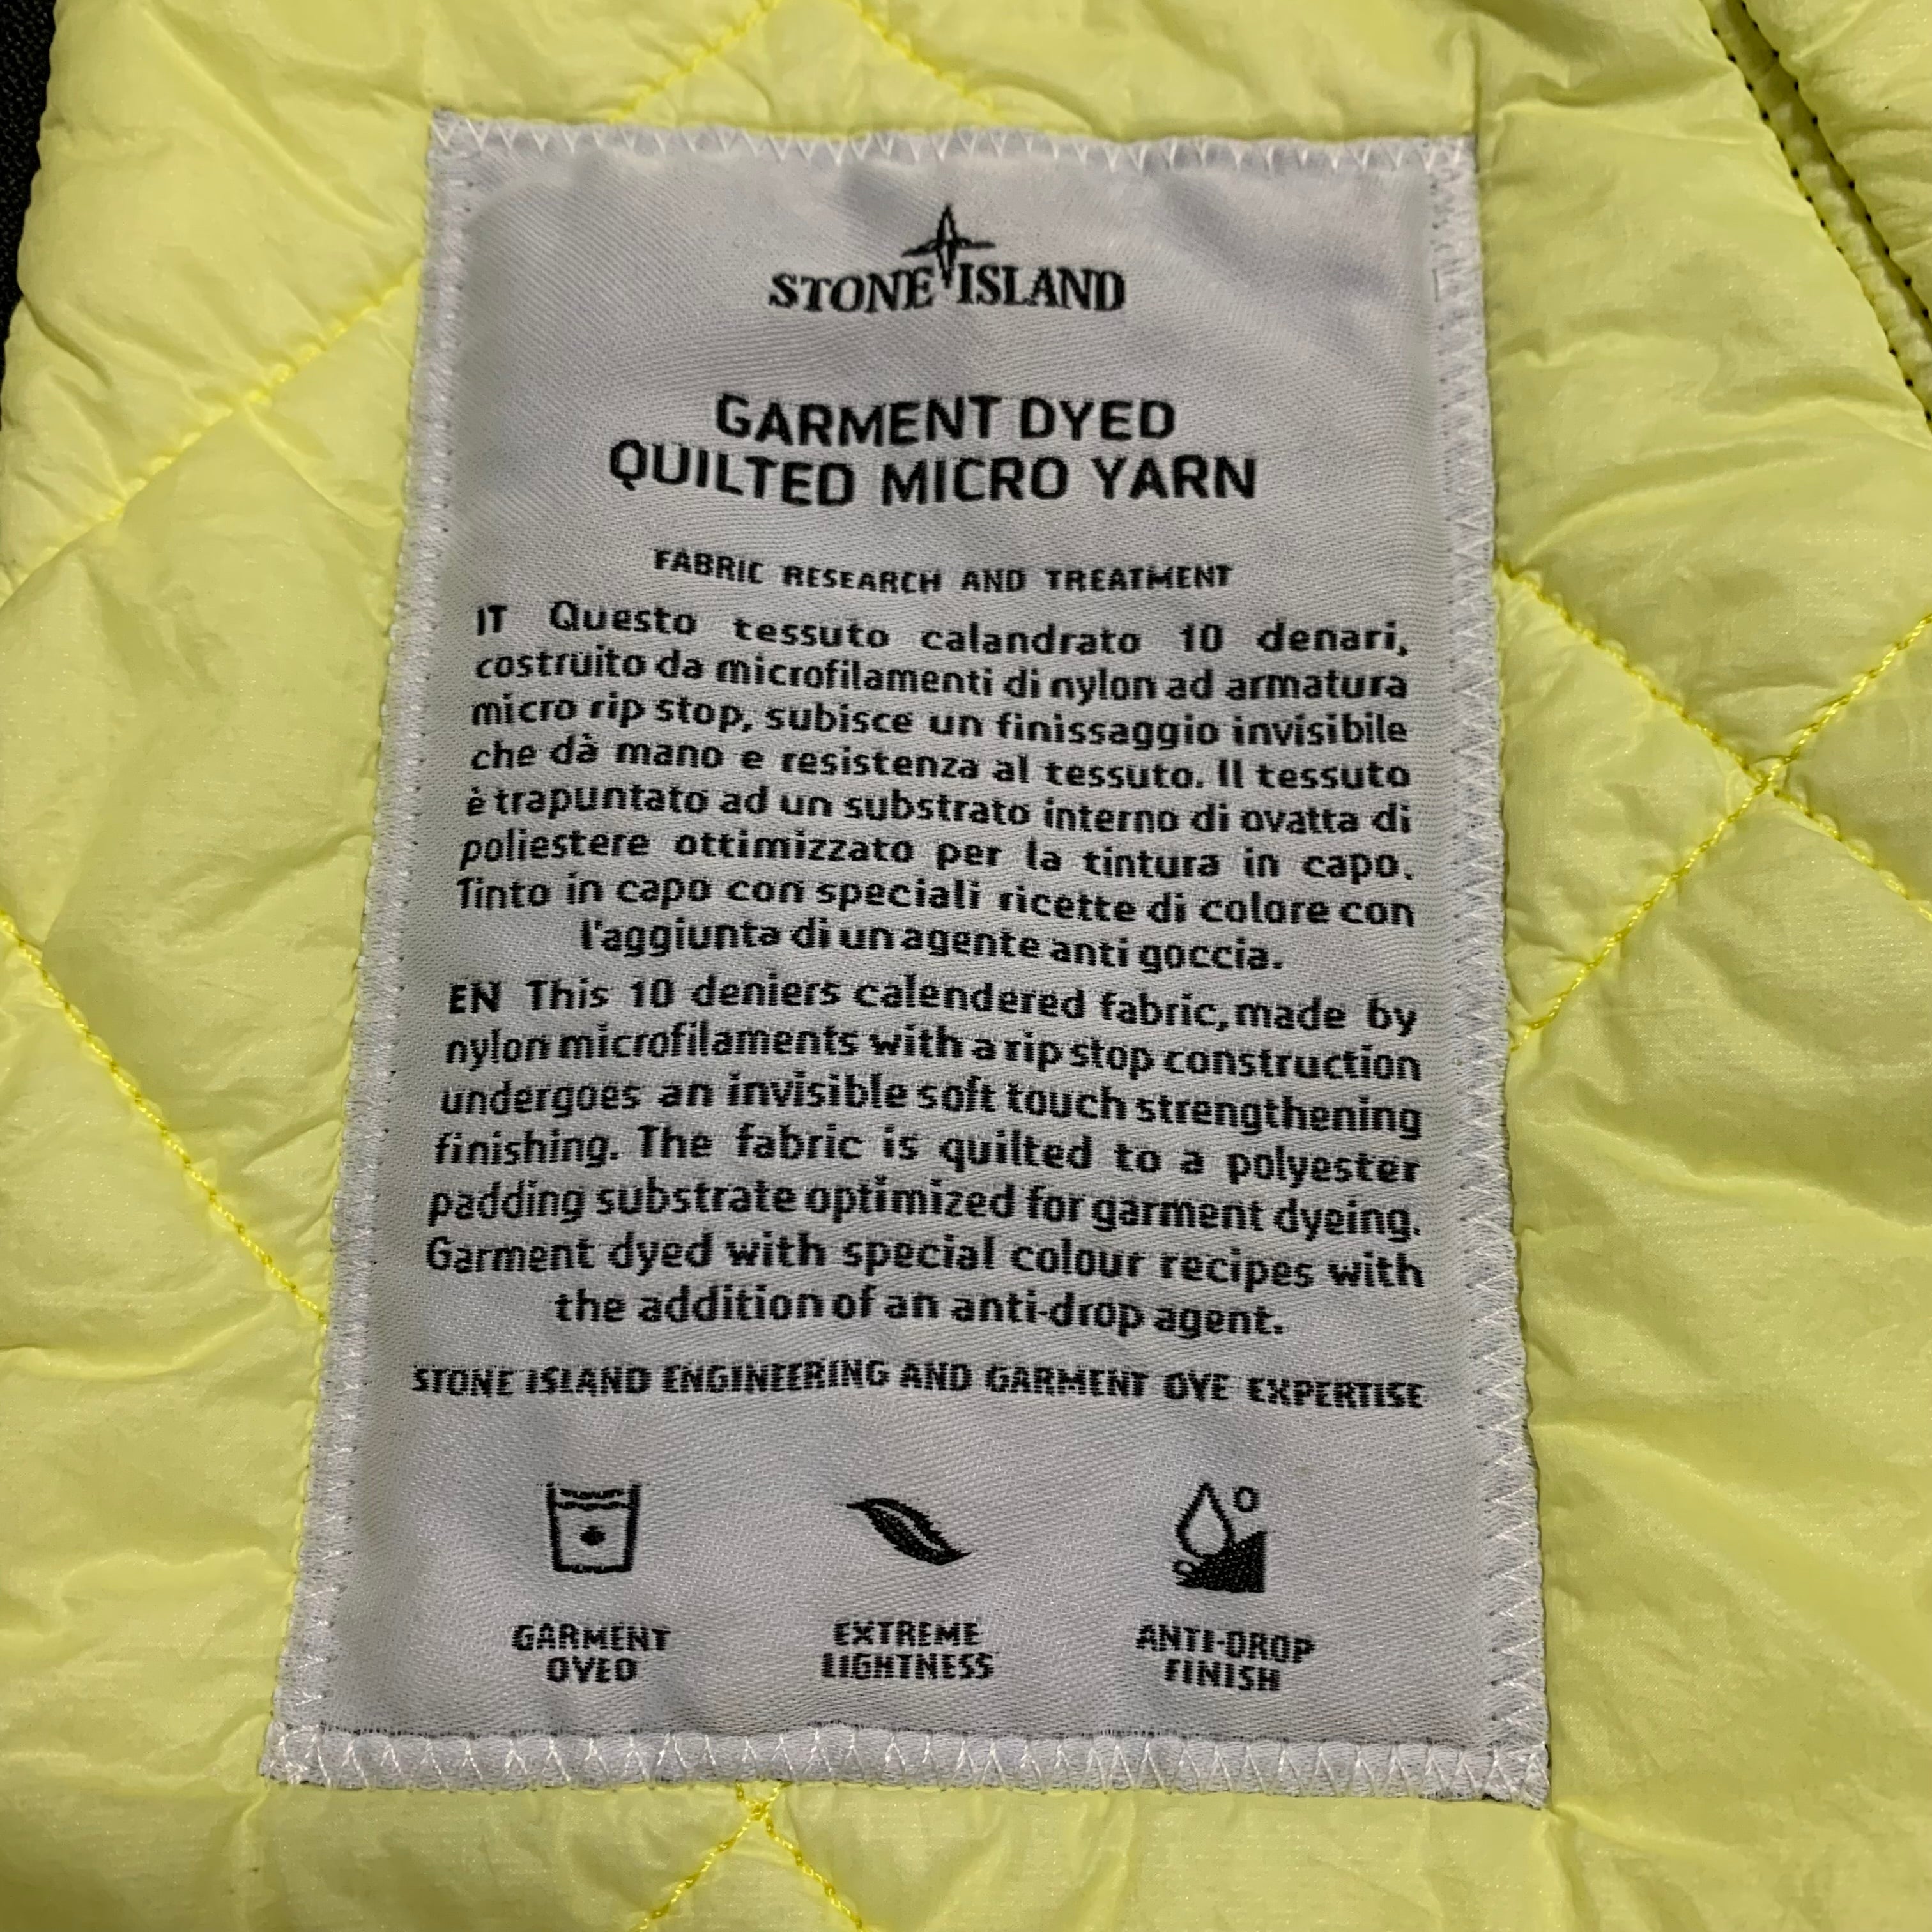 STONE ISLAND
GARMENT DYED
QUILTED MICRO YARN
FABRIC RESEARCH AND TREATMENT
IT Questo tessuto calandrato 10 denari,
costruito da microfilamenti di nylon ad armatura
micro rip stop, subisce un finissaggio invisibile
che dà mano e resistenza al tessuto. Il tessuto
è trapuntato ad un substrato interno di ovatta di
poliestere ottimizzato per la tintura in capo.
Tinto in capo con speciali ricette di colore con
l'aggiunta di un agente anti goccia.
EN This 10 deniers calendered fabric, made by
nylon microfilaments with a rip stop construction
undergoes an invisible soft touch strengthening
finishing. The fabric is quilted to a polyester
padding substrate optimized for garment dyeing.
Garment dyed with special colour recipes with
the addition of an anti-drop agent.
STONE ISLAND ENGINEERING AND GARMENT DYE EXPERTISE
GARMENT
DYED
EXTREME
LIGHTNESS
ANTI-DROP
FINISH